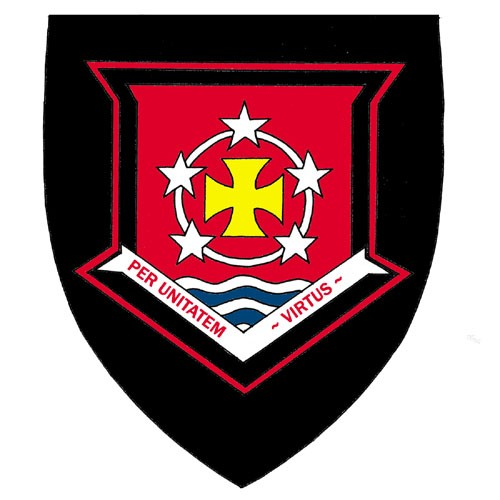 PER UNITATEM
~ VIRTUS ~